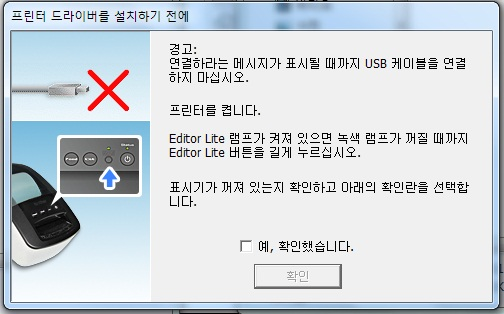 프린터 드라이버를 설치하기 전에
경고:
연결하라는 메시지가 표시될 때까지 USB 케이블을 연결
하지 마십시오.
프린터를 켭니다.
Editor Lite 램프가 켜져 있으면 녹색 램프가 꺼질 때까지
Editor Lite 버튼을 길게 누르십시오.
표시기가 꺼져 있는지 확인하고 아래의 확인란을 선택합
니다.
예, 확인했습니다.
확인
Feed
Cut
Status